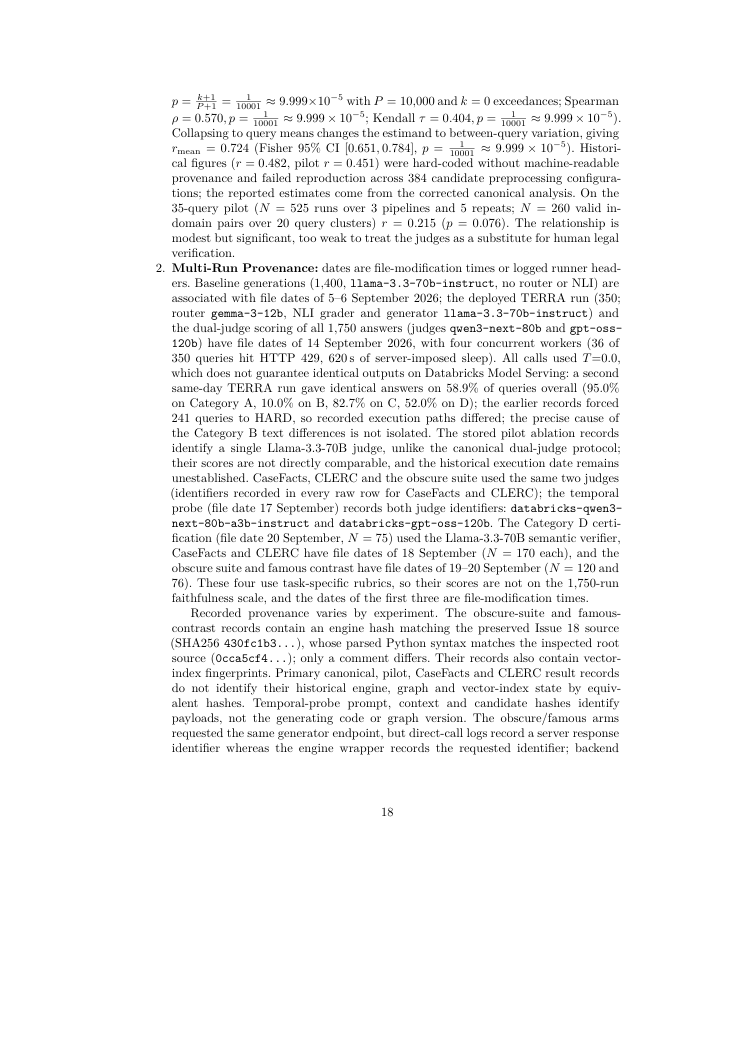 p = k+1/P+1 = 1/10001 ≈ 9.999×10⁻⁵ with P = 10,000 and k = 0 exceedances; Spearman
ρ = 0.570, p = 1/10001 ≈ 9.999 × 10⁻⁵; Kendall τ = 0.404, p = 1/10001 ≈ 9.999 × 10⁻⁵).
Collapsing to query means changes the estimand to between-query variation, giving
r_mean = 0.724 (Fisher 95% CI [0.651, 0.784], p = 1/10001 ≈ 9.999 × 10⁻⁵). Histori-
cal figures (r = 0.482, pilot r = 0.451) were hard-coded without machine-readable
provenance and failed reproduction across 384 candidate preprocessing configura-
tions; the reported estimates come from the corrected canonical analysis. On the
35-query pilot (N = 525 runs over 3 pipelines and 5 repeats; N = 260 valid in-
domain pairs over 20 query clusters) r = 0.215 (p = 0.076). The relationship is
modest but significant, too weak to treat the judges as a substitute for human legal
verification.
2. Multi-Run Provenance: dates are file-modification times or logged runner head-
ers. Baseline generations (1,400, llama-3.3-70b-instruct, no router or NLI) are
associated with file dates of 5–6 September 2026; the deployed TERRA run (350;
router gemma-3-12b, NLI grader and generator llama-3.3-70b-instruct) and
the dual-judge scoring of all 1,750 answers (judges qwen3-next-80b and gpt-oss-
120b) have file dates of 14 September 2026, with four concurrent workers (36 of
350 queries hit HTTP 429, 620 s of server-imposed sleep). All calls used T=0.0,
which does not guarantee identical outputs on Databricks Model Serving: a second
same-day TERRA run gave identical answers on 58.9% of queries overall (95.0%
on Category A, 10.0% on B, 82.7% on C, 52.0% on D); the earlier records forced
241 queries to HARD, so recorded execution paths differed; the precise cause of
the Category B text differences is not isolated. The stored pilot ablation records
identify a single Llama-3.3-70B judge, unlike the canonical dual-judge protocol;
their scores are not directly comparable, and the historical execution date remains
unestablished. CaseFacts, CLERC and the obscure suite used the same two judges
(identifiers recorded in every raw row for CaseFacts and CLERC); the temporal
probe (file date 17 September) records both judge identifiers: databricks-qwen3-
next-80b-a3b-instruct and databricks-gpt-oss-120b. The Category D certi-
fication (file date 20 September, N = 75) used the Llama-3.3-70B semantic verifier,
CaseFacts and CLERC have file dates of 18 September (N = 170 each), and the
obscure suite and famous contrast have file dates of 19–20 September (N = 120 and
76). These four use task-specific rubrics, so their scores are not on the 1,750-run
faithfulness scale, and the dates of the first three are file-modification times.
Recorded provenance varies by experiment. The obscure-suite and famous-
contrast records contain an engine hash matching the preserved Issue 18 source
(SHA256 430fc1b3...), whose parsed Python syntax matches the inspected root
source (0cca5cf4...); only a comment differs. Their records also contain vector-
index fingerprints. Primary canonical, pilot, CaseFacts and CLERC result records
do not identify their historical engine, graph and vector-index state by equiv-
alent hashes. Temporal-probe prompt, context and candidate hashes identify
payloads, not the generating code or graph version. The obscure/famous arms
requested the same generator endpoint, but direct-call logs record a server response
identifier whereas the engine wrapper records the requested identifier; backend
18